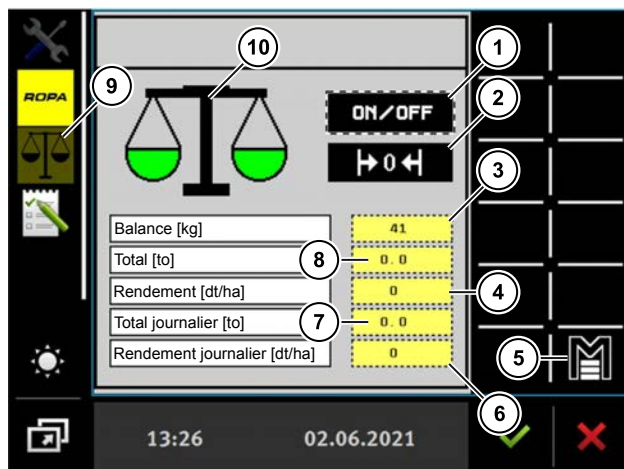 10
1
ROPA
9
ON/OFF
2
0
3
Balance [kg] 41
Total [to] 8 0.0
Rendement [dt/ha] 0 4
Total journalier [to] 7 0.0
Rendement journalier [dt/ha] 0
5 M
6
13:26 02.06.2021